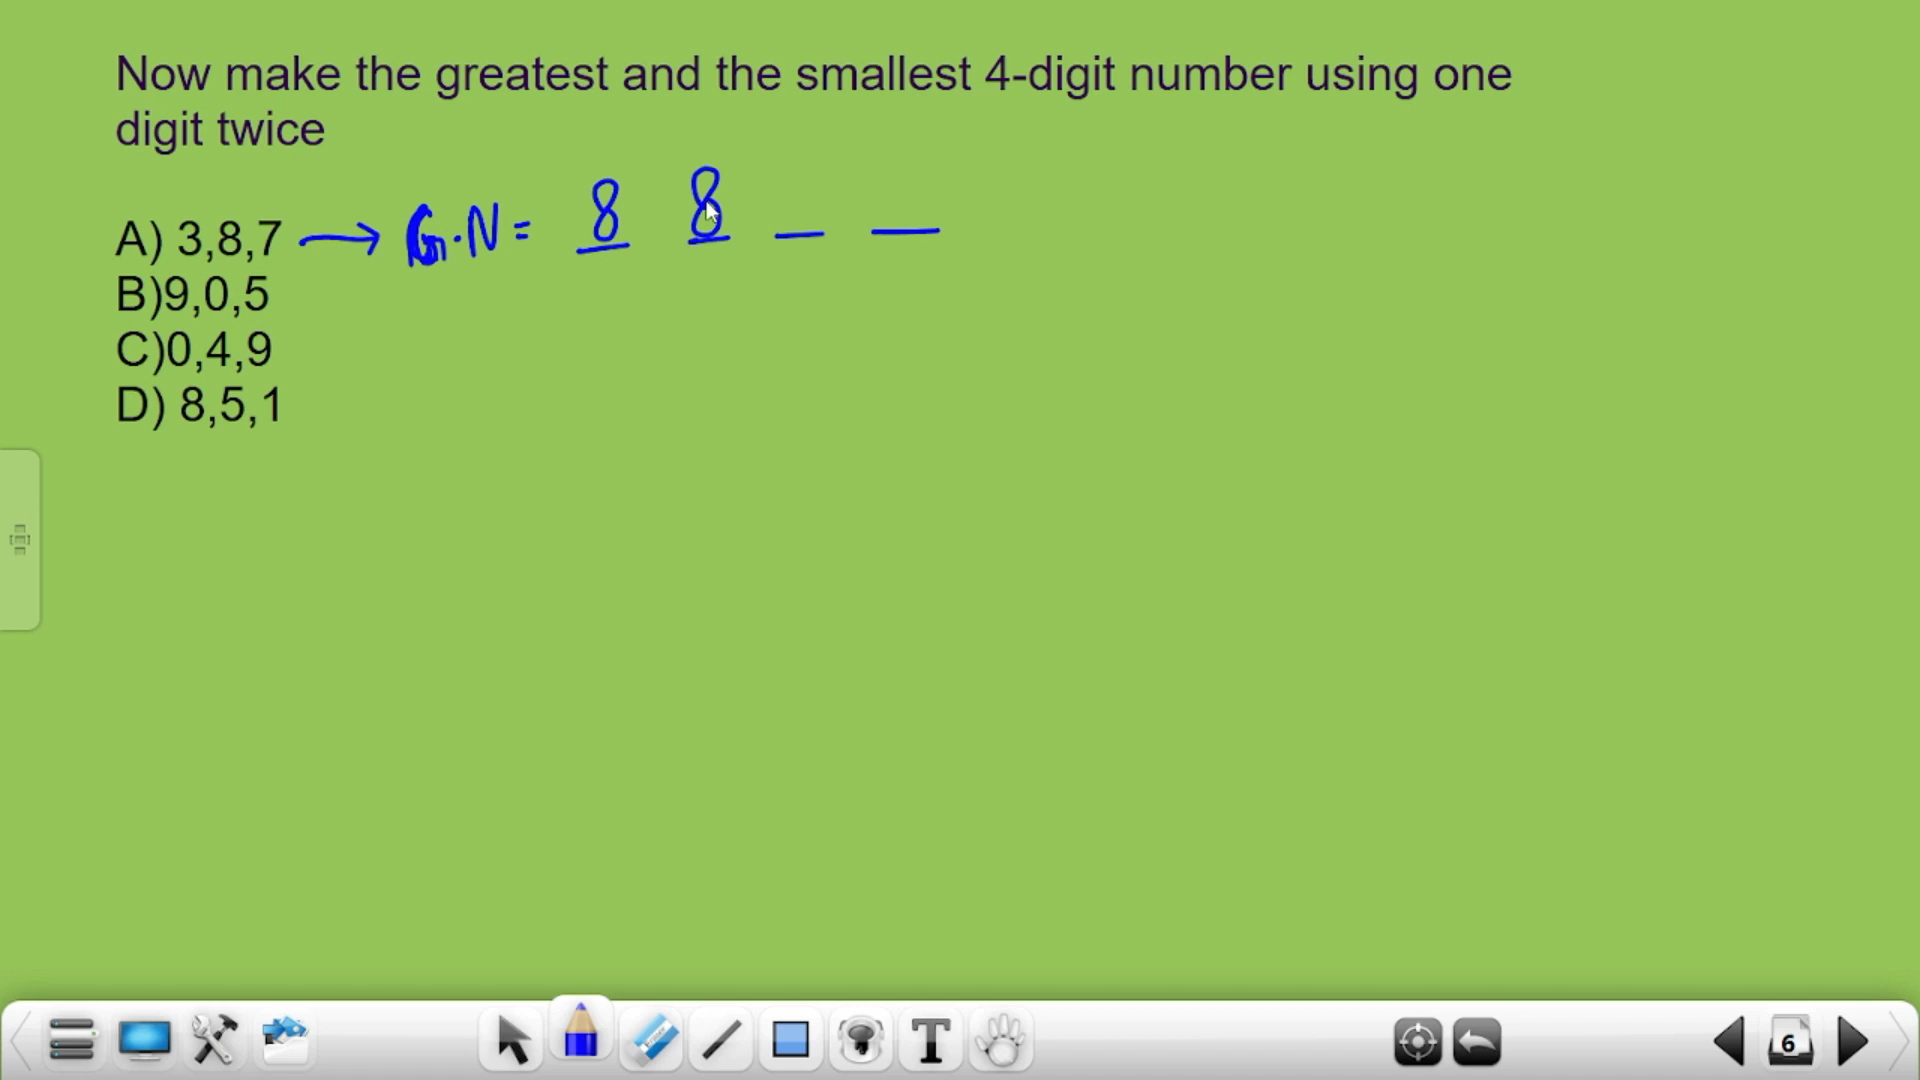 Now make the greatest and the smallest 4-digit number using one
digit twice
A) 3,8,7 → G.N = 8 8 _ _
B)9,0,5
C)0,4,9
D) 8,5,1
T
6